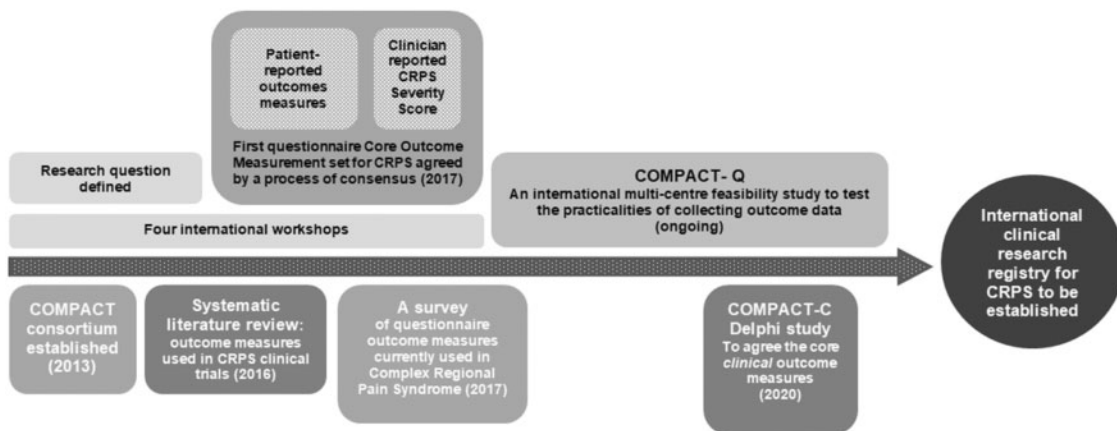 Patient-
reported
outcomes
measures
Clinician
reported
CRPS
Severity
Score
First questionnaire Core Outcome
Measurement set for CRPS agreed
by a process of consensus (2017)
Research question
defined
Four international workshops
COMPACT- Q
An international multi-centre feasibility study to test
the practicalities of collecting outcome data
(ongoing)
International
clinical
research
registry for
CRPS to be
established
COMPACT
consortium
established
(2013)
Systematic
literature review:
outcome measures
used in CRPS clinical
trials (2016)
A survey
of questionnaire
outcome measures
currently used in
Complex Regional
Pain Syndrome (2017)
COMPACT-C
Delphi study
To agree the core
clinical outcome
measures
(2020)